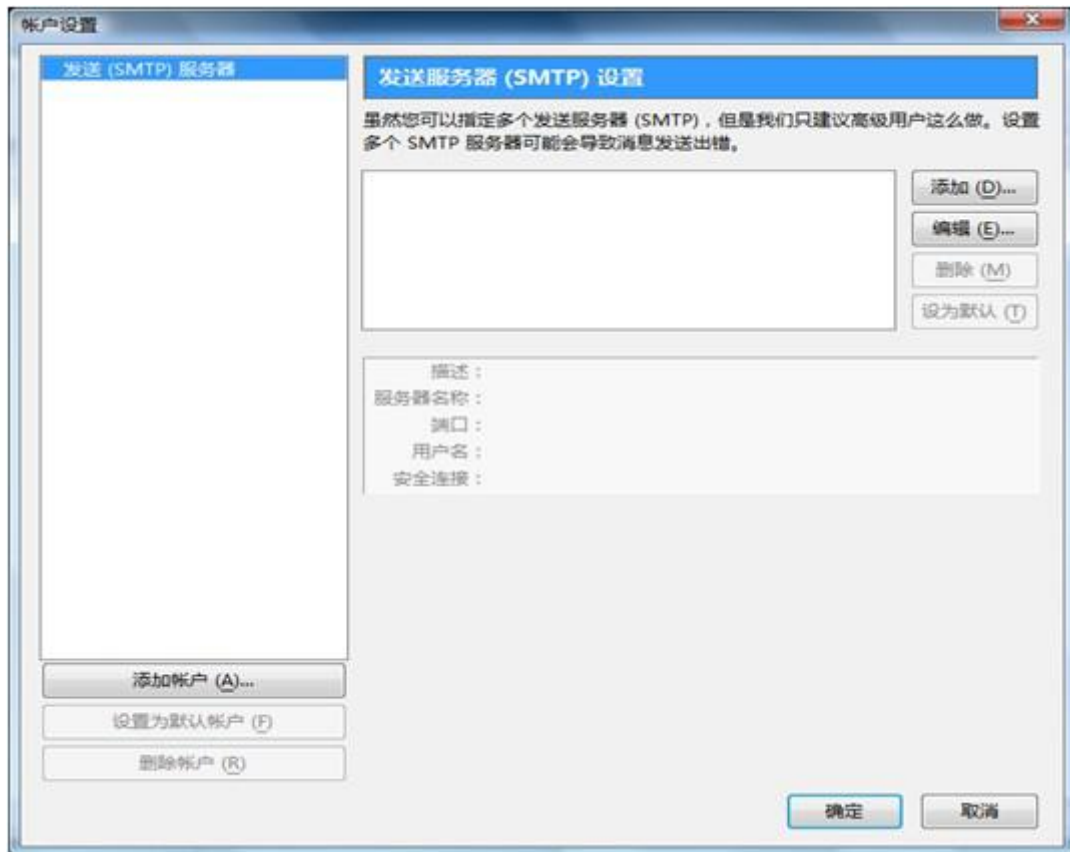 帐户设置
发送 (SMTP) 服务器
发送服务器 (SMTP) 设置
虽然您可以指定多个发送服务器 (SMTP)，但是我们只建议高级用户这么做。设置
多个 SMTP 服务器可能会导致消息发送出错。
添加 (D)...
编辑 (E)...
删除 (M)
设为默认 (T)
描述：
服务器名称：
端口：
用户名：
安全连接：
添加帐户 (A)...
设置为默认帐户 (F)
删除帐户 (R)
确定
取消